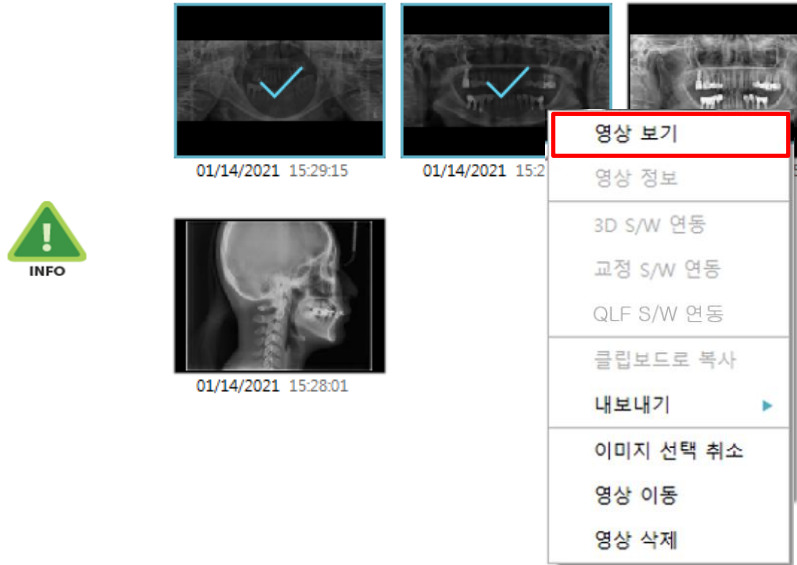 01/14/2021 15:29:15
01/14/2021 15:2
영상 보기
영상 정보
3D S/W 연동
교정 S/W 연동
QLF S/W 연동
클립보드로 복사
내보내기
이미지 선택 취소
영상 이동
영상 삭제
INFO
01/14/2021 15:28:01